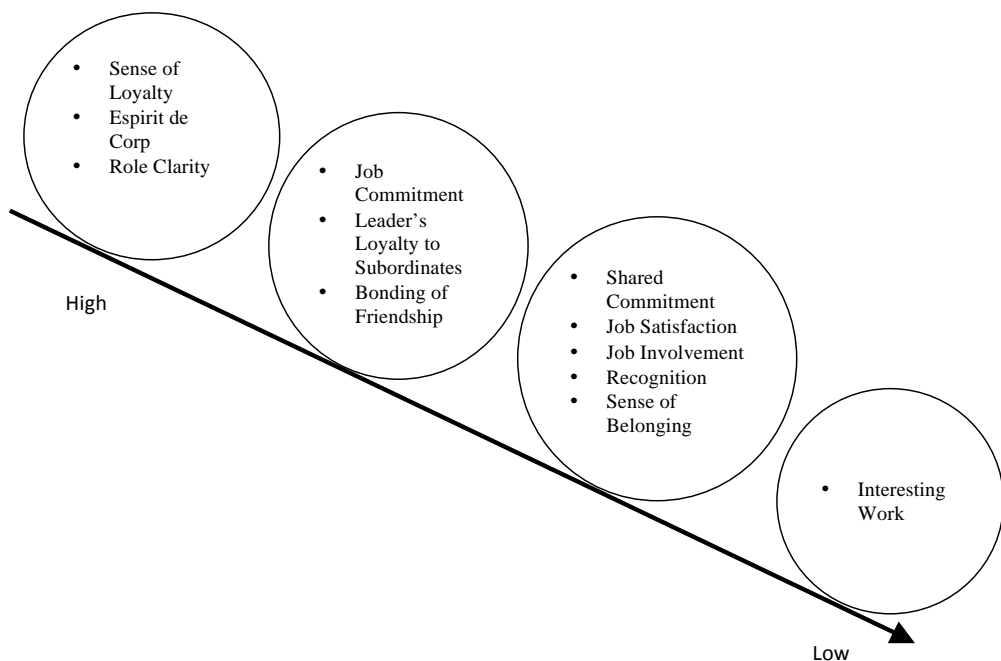 • Sense of
Loyalty
• Espirit de
Corp
• Role Clarity
• Job
Commitment
• Leader’s
Loyalty to
Subordinates
• Bonding of
Friendship
High
• Shared
Commitment
• Job Satisfaction
• Job Involvement
• Recognition
• Sense of
Belonging
• Interesting
Work
Low